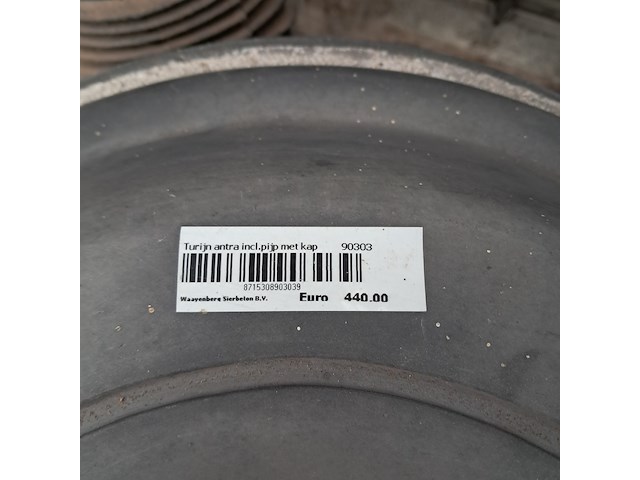 Turijn antra incl.pijp met kap 90303
8715308903039
Waayenberg Sierbeton B.V. Euro 440.00